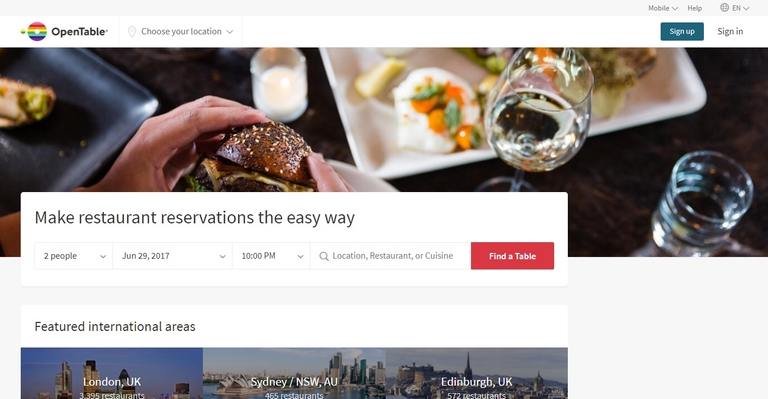 Mobile Help EN
OpenTable Choose your location Sign up Sign in
Make restaurant reservations the easy way
2 people Jun 29, 2017 10:00 PM Location, Restaurant, or Cuisine Find a Table
Featured international areas
London, UK Sydney / NSW, AU Edinburgh, UK
3,395 restaurants 465 restaurants 572 restaurants